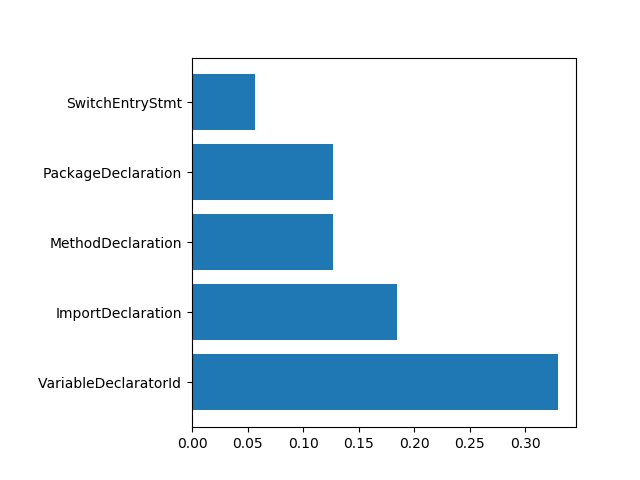 SwitchEntryStmt
PackageDeclaration
MethodDeclaration
ImportDeclaration
VariableDeclaratorId
0.00 0.05 0.10 0.15 0.20 0.25 0.30